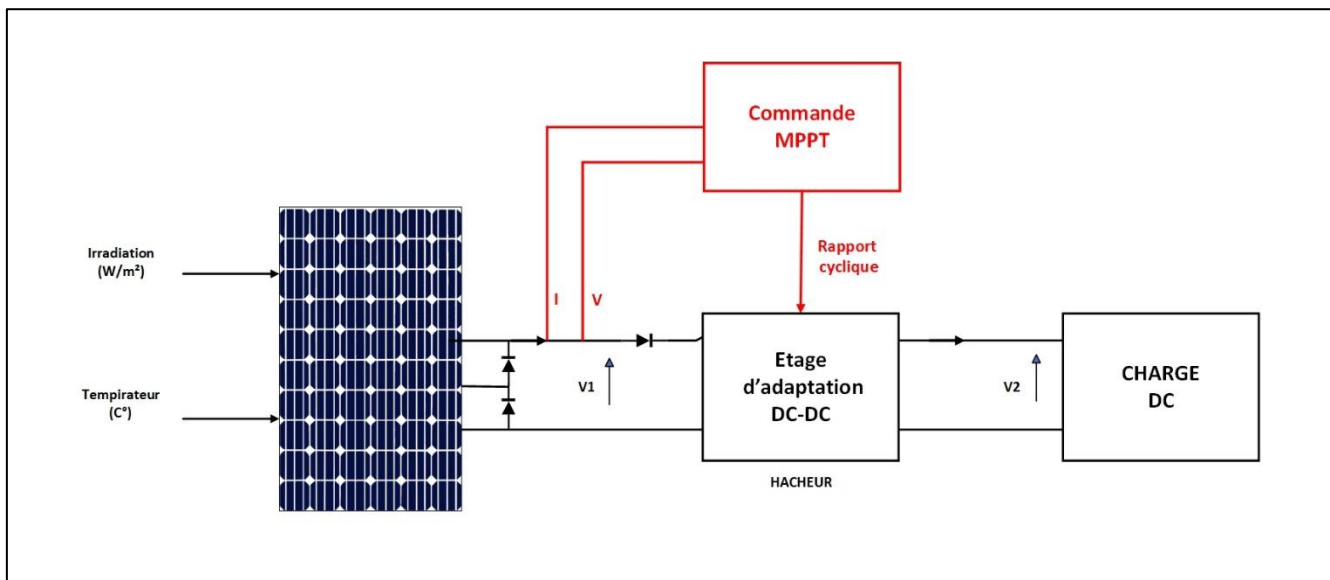 Commande
MPPT
Irradiation
(W/m²)
Rapport
cyclique
I
V
Tempirateur
(C°)
V1
Etage
d'adaptation
DC-DC
V2
CHARGE
DC
HACHEUR